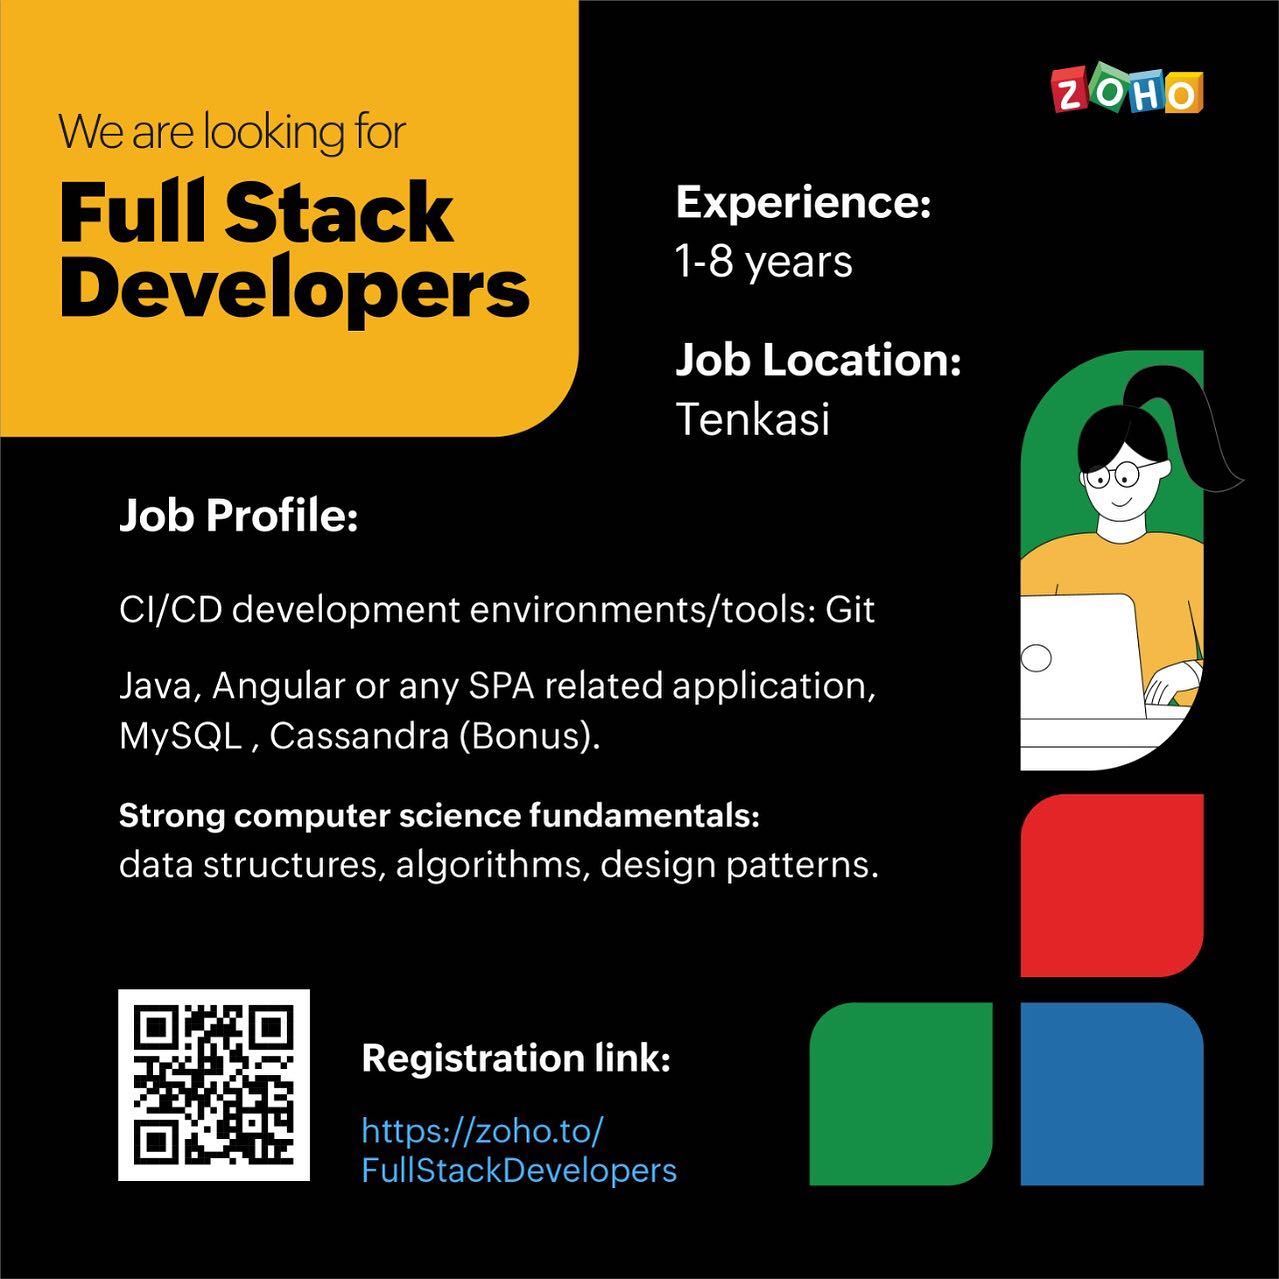 We are looking for
Full Stack
Developers
ZOHO
Experience:
1-8 years
Job Location:
Tenkasi
Job Profile:
CI/CD development environments/tools: Git
Java, Angular or any SPA related application,
MySQL , Cassandra (Bonus).
Strong computer science fundamentals:
data structures, algorithms, design patterns.
Registration link:
https://zoho.to/
FullStackDevelopers